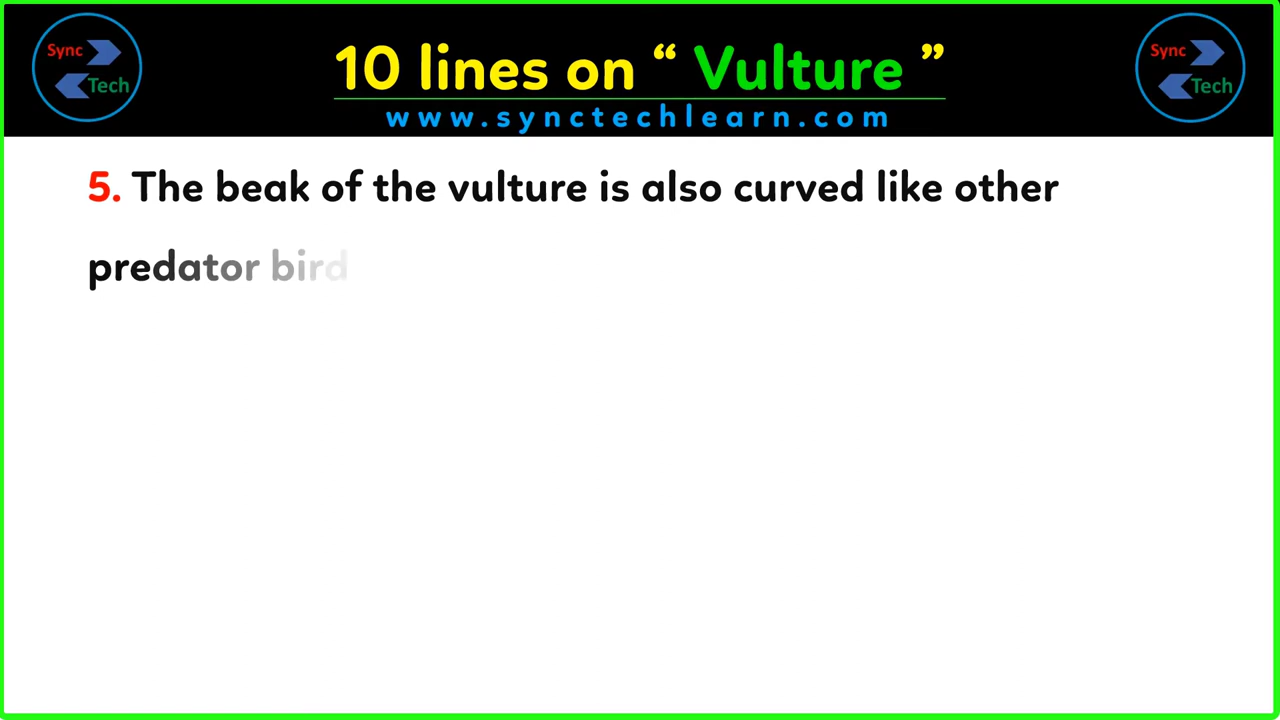 Sync
Tech
10 lines on “ Vulture ”
www.synctechlearn.com
Sync
Tech
5. The beak of the vulture is also curved like other
predator bird